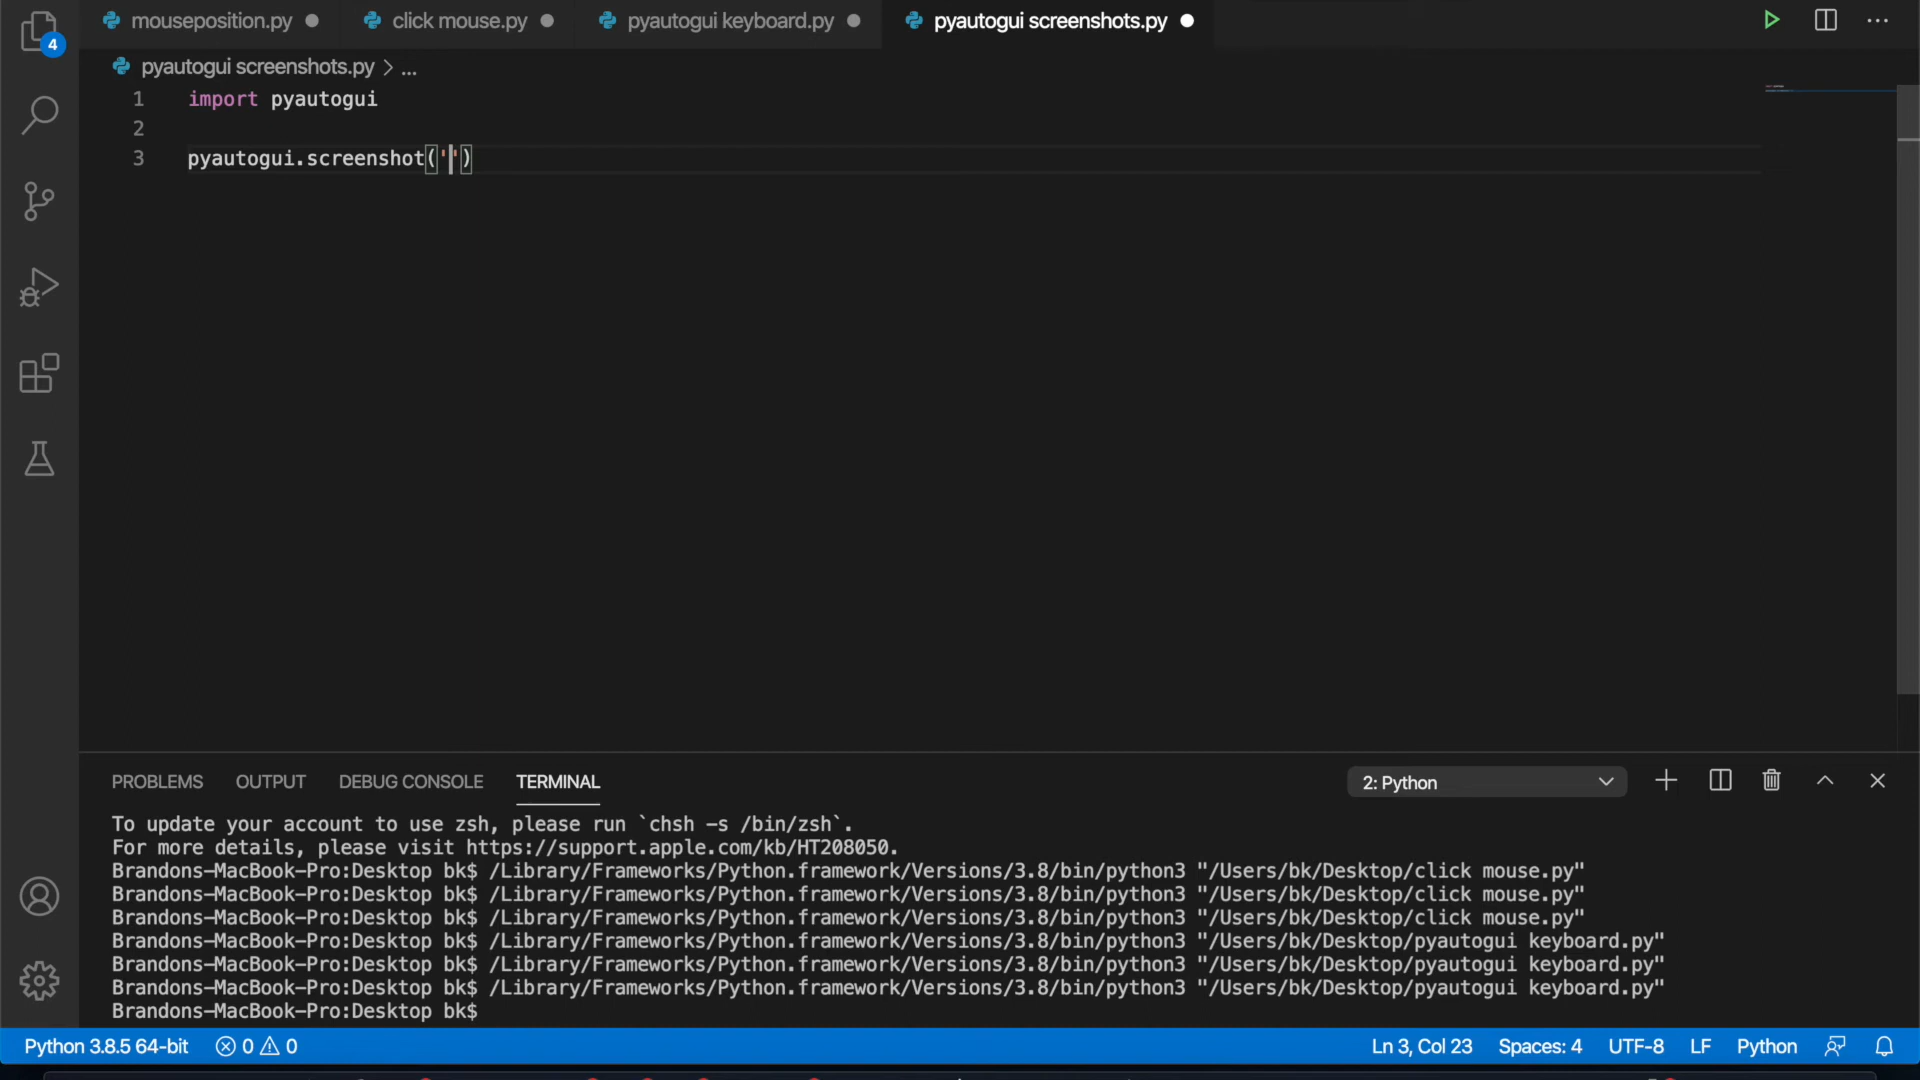 mouseposition.py
click mouse.py
pyautogui keyboard.py
pyautogui screenshots.py
4
pyautogui screenshots.py > ...
1 import pyautogui
2
3 pyautogui.screenshot('')
PROBLEMS OUTPUT DEBUG CONSOLE TERMINAL
2: Python
To update your account to use zsh, please run `chsh -s /bin/zsh`.
For more details, please visit https://support.apple.com/kb/HT208050.
Brandons-MacBook-Pro:Desktop bk$ /Library/Frameworks/Python.framework/Versions/3.8/bin/python3 "/Users/bk/Desktop/click mouse.py"
Brandons-MacBook-Pro:Desktop bk$ /Library/Frameworks/Python.framework/Versions/3.8/bin/python3 "/Users/bk/Desktop/click mouse.py"
Brandons-MacBook-Pro:Desktop bk$ /Library/Frameworks/Python.framework/Versions/3.8/bin/python3 "/Users/bk/Desktop/click mouse.py"
Brandons-MacBook-Pro:Desktop bk$ /Library/Frameworks/Python.framework/Versions/3.8/bin/python3 "/Users/bk/Desktop/pyautogui keyboard.py"
Brandons-MacBook-Pro:Desktop bk$ /Library/Frameworks/Python.framework/Versions/3.8/bin/python3 "/Users/bk/Desktop/pyautogui keyboard.py"
Brandons-MacBook-Pro:Desktop bk$ /Library/Frameworks/Python.framework/Versions/3.8/bin/python3 "/Users/bk/Desktop/pyautogui keyboard.py"
Brandons-MacBook-Pro:Desktop bk$
Python 3.8.5 64-bit 0 0 Ln 3, Col 23 Spaces: 4 UTF-8 LF Python